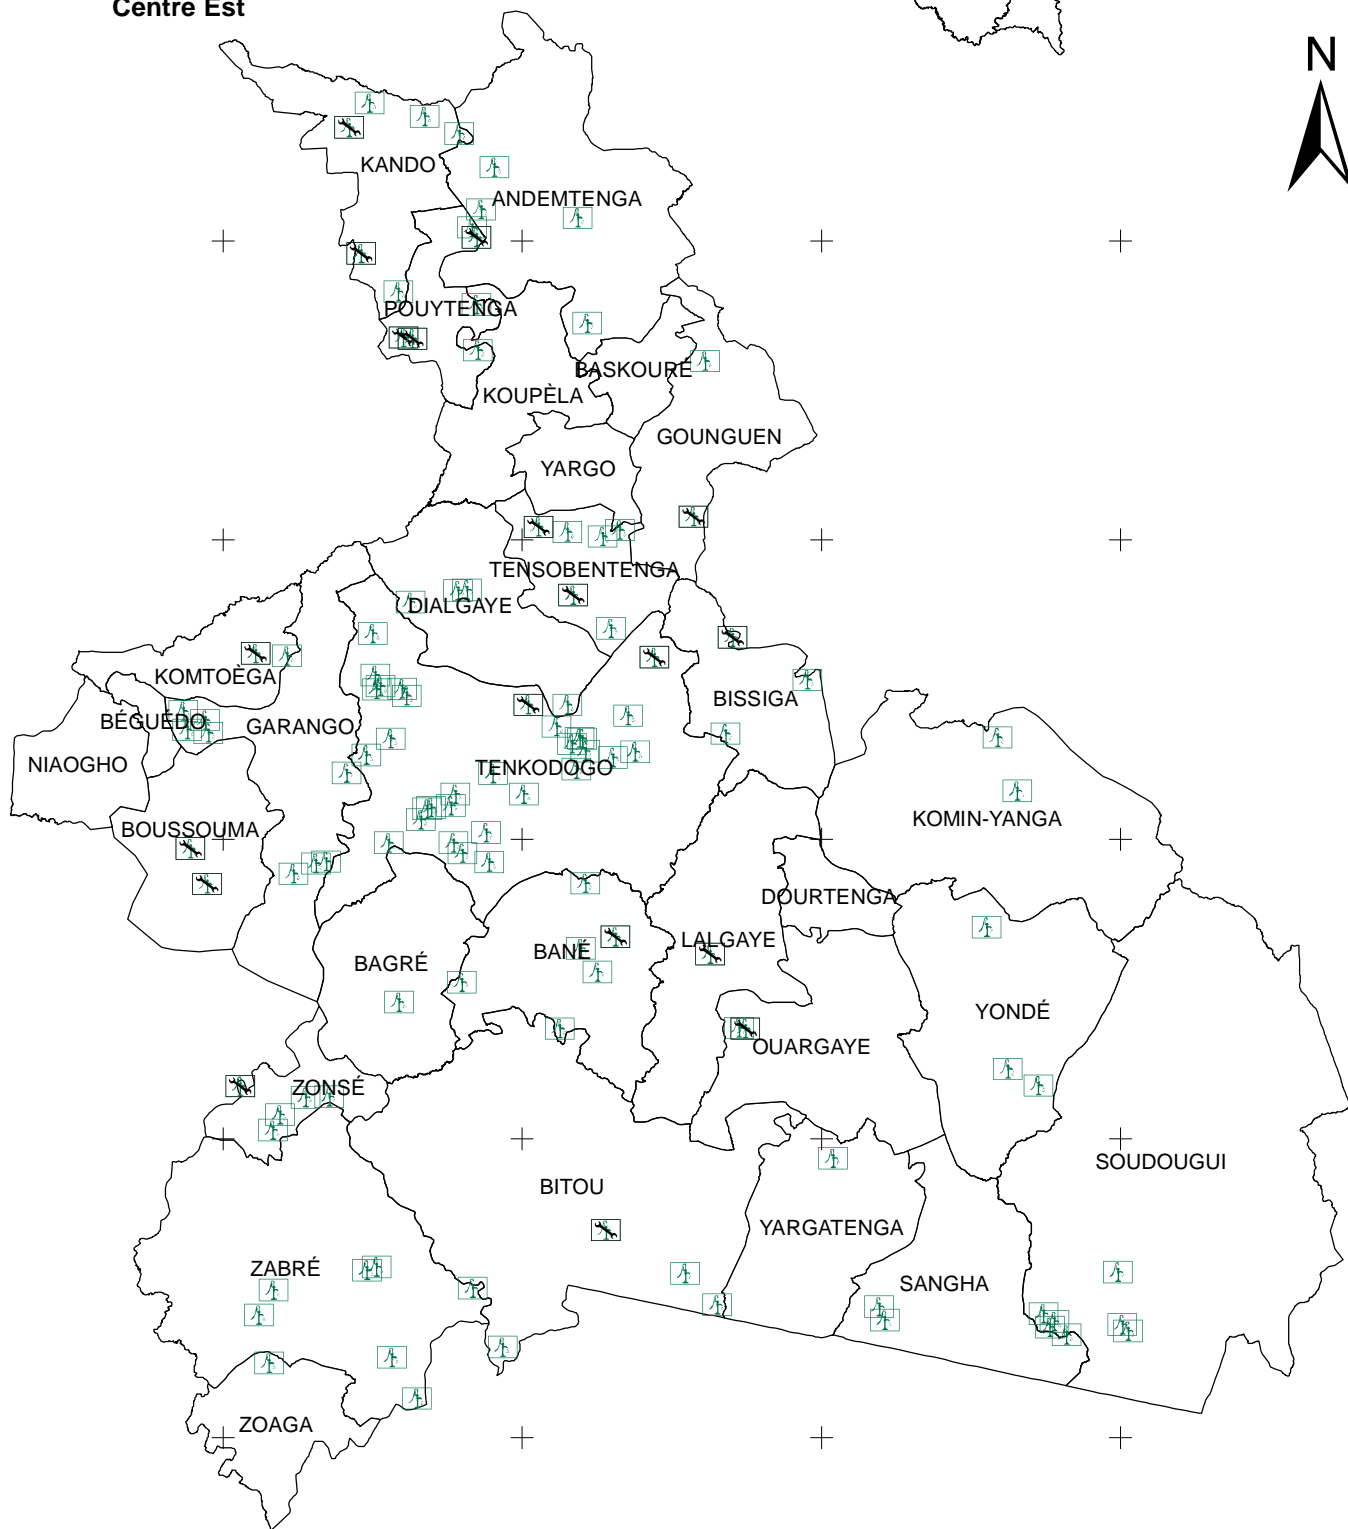 Centre Est
N
KANDO
ANDEMTENGA
POUYTENGA
BASKOURÉ
KOUPÈLA
GOUNGUEN
YARGO
TENSOBENTENGA
DIALGAYE
KOMTOÈGA
BISSIGA
BÉGUÉDO
GARANGO
NIAOGHO
TENKODOGO
KOMIN-YANGA
BOUSSOUMA
DOURTENGA
LALGAYE
BANÉ
BAGRÉ
YONDÉ
OUARGAYE
ZONSÉ
SOUDOUGUI
BITOU
YARGATENGA
ZABRÉ
SANGHA
ZOAGA